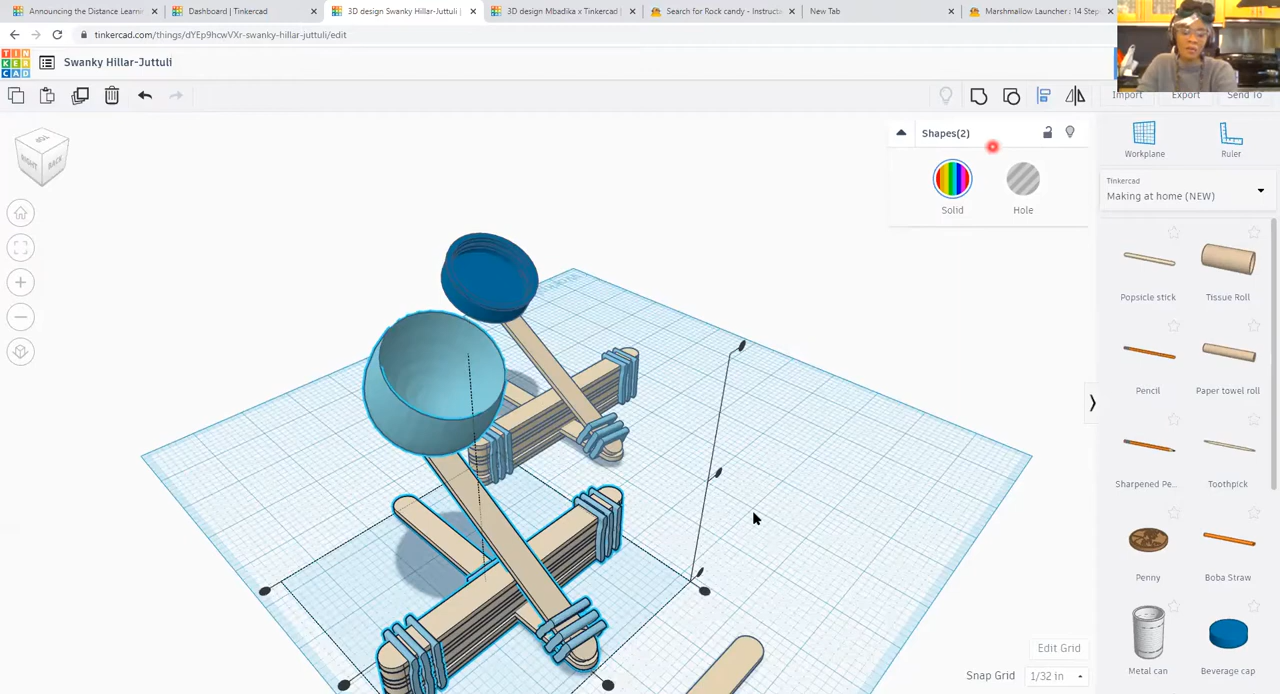 Announcing the Distance Learni
Dashboard | Tinkercad
3D design Swanky Hillar-Juttuli |
3D design Mbadika x Tinkercad |
Search for Rock candy - Instructa
New Tab
Marshmallow Launcher : 14 Step
tinkercad.com/things/dYEp9hcwVXr-swanky-hillar-juttuli/edit
TIN
KER
CAD
Swanky Hillar-Juttuli
Import
Export
Send To
TOP
RIGHT
BACK
Shapes(2)
Solid
Hole
Workplane
Ruler
Tinkercad
Making at home (NEW)
Popsicle stick
Tissue Roll
Pencil
Paper towel roll
Sharpened Pe...
Toothpick
Penny
Boba Straw
Metal can
Beverage cap
Edit Grid
Snap Grid
1/32 in